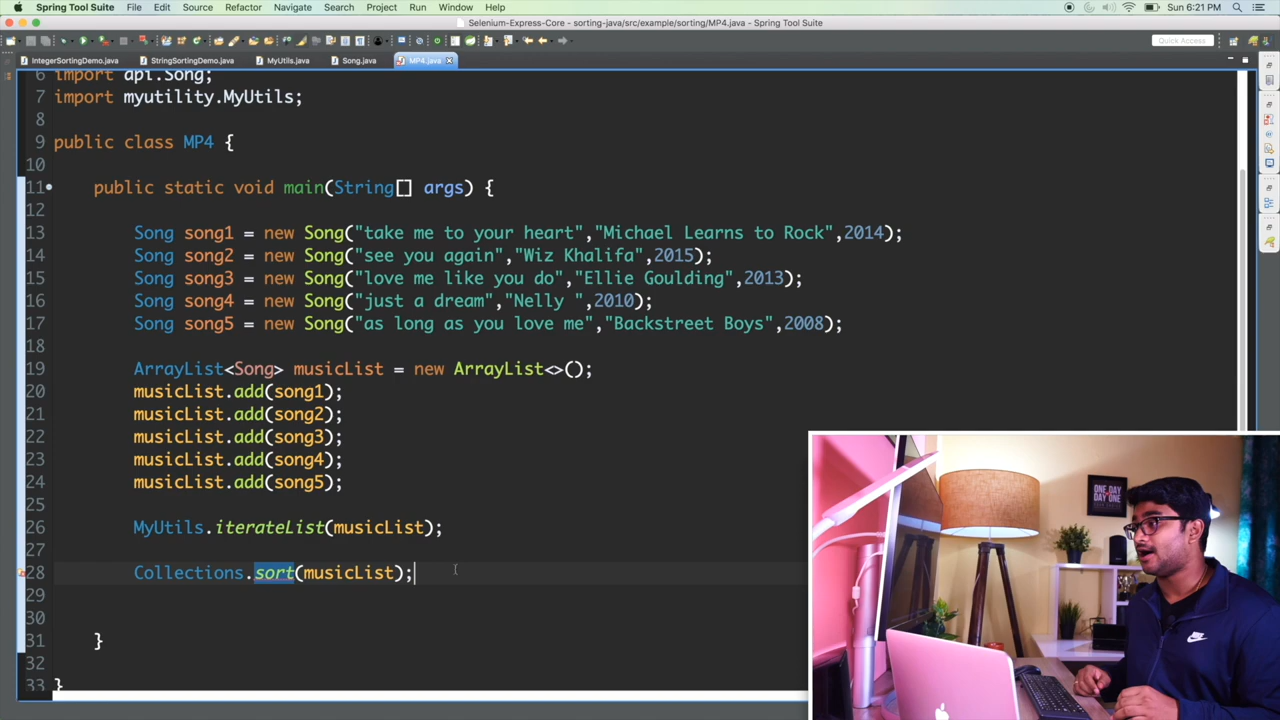 Spring Tool Suite File Edit Source Refactor Navigate Search Project Run Window Help Sun 6:21 PM
Selenium-Express-Core - sorting-java/src/example/sorting/MP4.java - Spring Tool Suite
Quick Access
IntegerSortingDemo.java StringSortingDemo.java MyUtils.java Song.java MP4.java
6 import api.Song;
7 import myutility.MyUtils;
8
9 public class MP4 {
10
11 public static void main(String[] args) {
12
13 Song song1 = new Song("take me to your heart","Michael Learns to Rock",2014);
14 Song song2 = new Song("see you again","Wiz Khalifa",2015);
15 Song song3 = new Song("love me like you do","Ellie Goulding",2013);
16 Song song4 = new Song("just a dream","Nelly ",2010);
17 Song song5 = new Song("as long as you love me","Backstreet Boys",2008);
18
19 ArrayList<Song> musicList = new ArrayList<>();
20 musicList.add(song1);
21 musicList.add(song2);
22 musicList.add(song3);
23 musicList.add(song4);
24 musicList.add(song5);
25
26 MyUtils.iterateList(musicList);
27
28 Collections.sort(musicList);
29
30
31 }
32
33 }
ONE DAY
DAY ONE